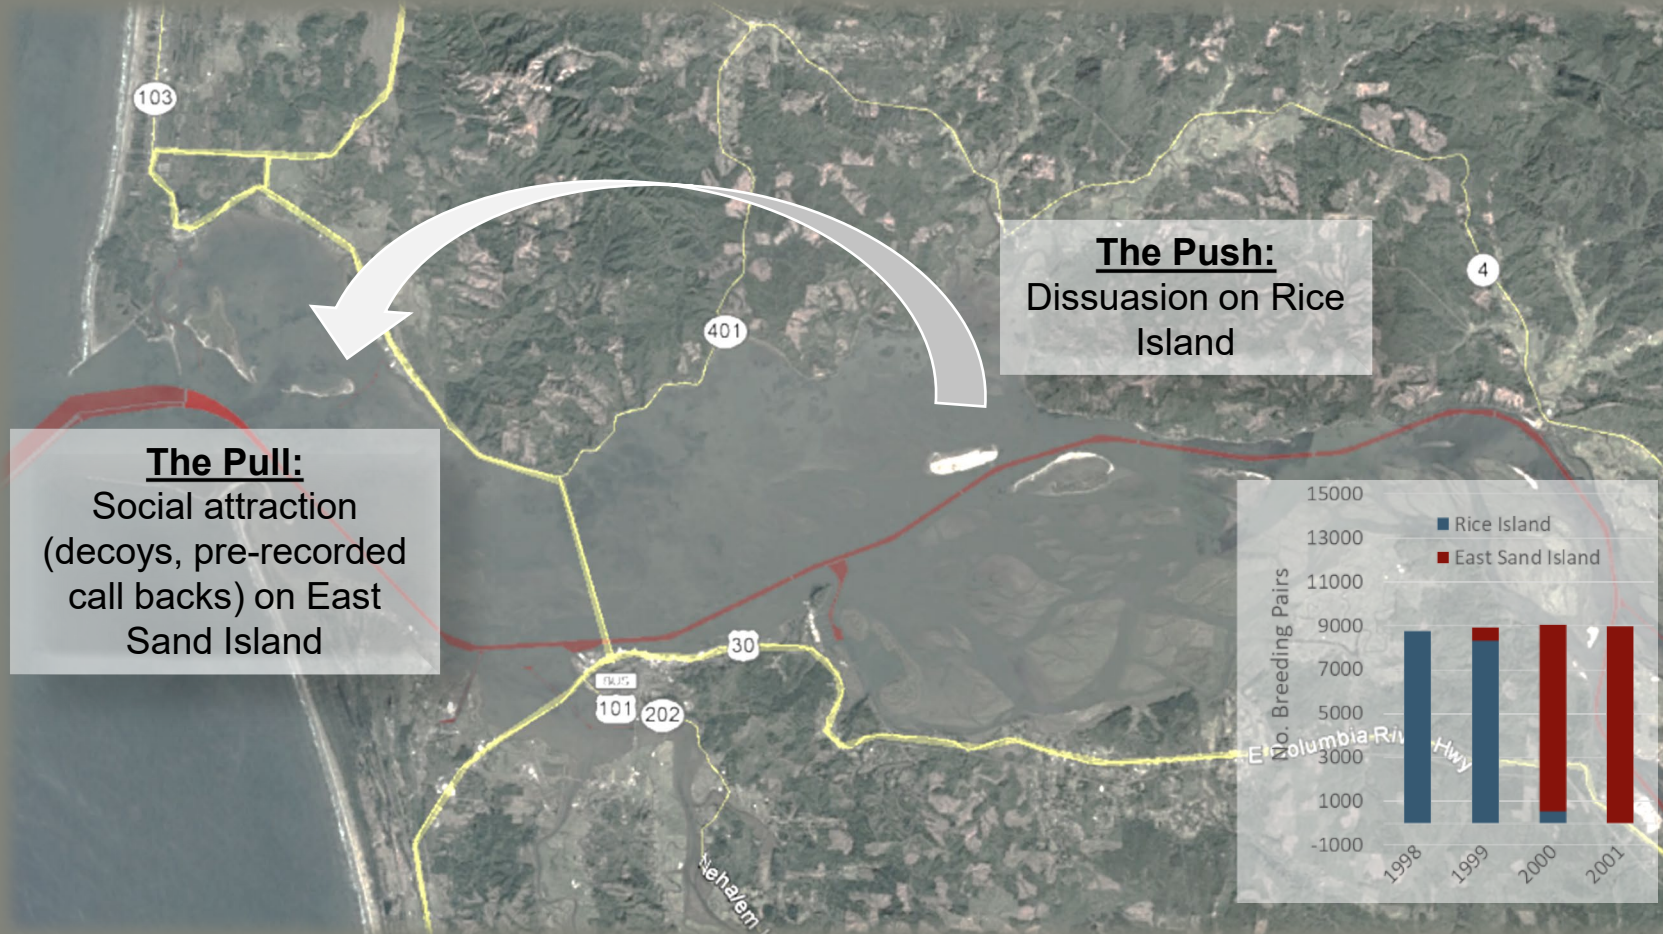 103
The Push:
Dissuasion on Rice
Island
4
401
The Pull:
Social attraction
(decoys, pre-recorded
call backs) on East
Sand Island
30
BUS
101
202
E Columbia River Hwy
Nehalem
No. Breeding Pairs
15000
13000
11000
9000
7000
5000
3000
1000
-1000
Rice Island
East Sand Island
1998
1999
2000
2001